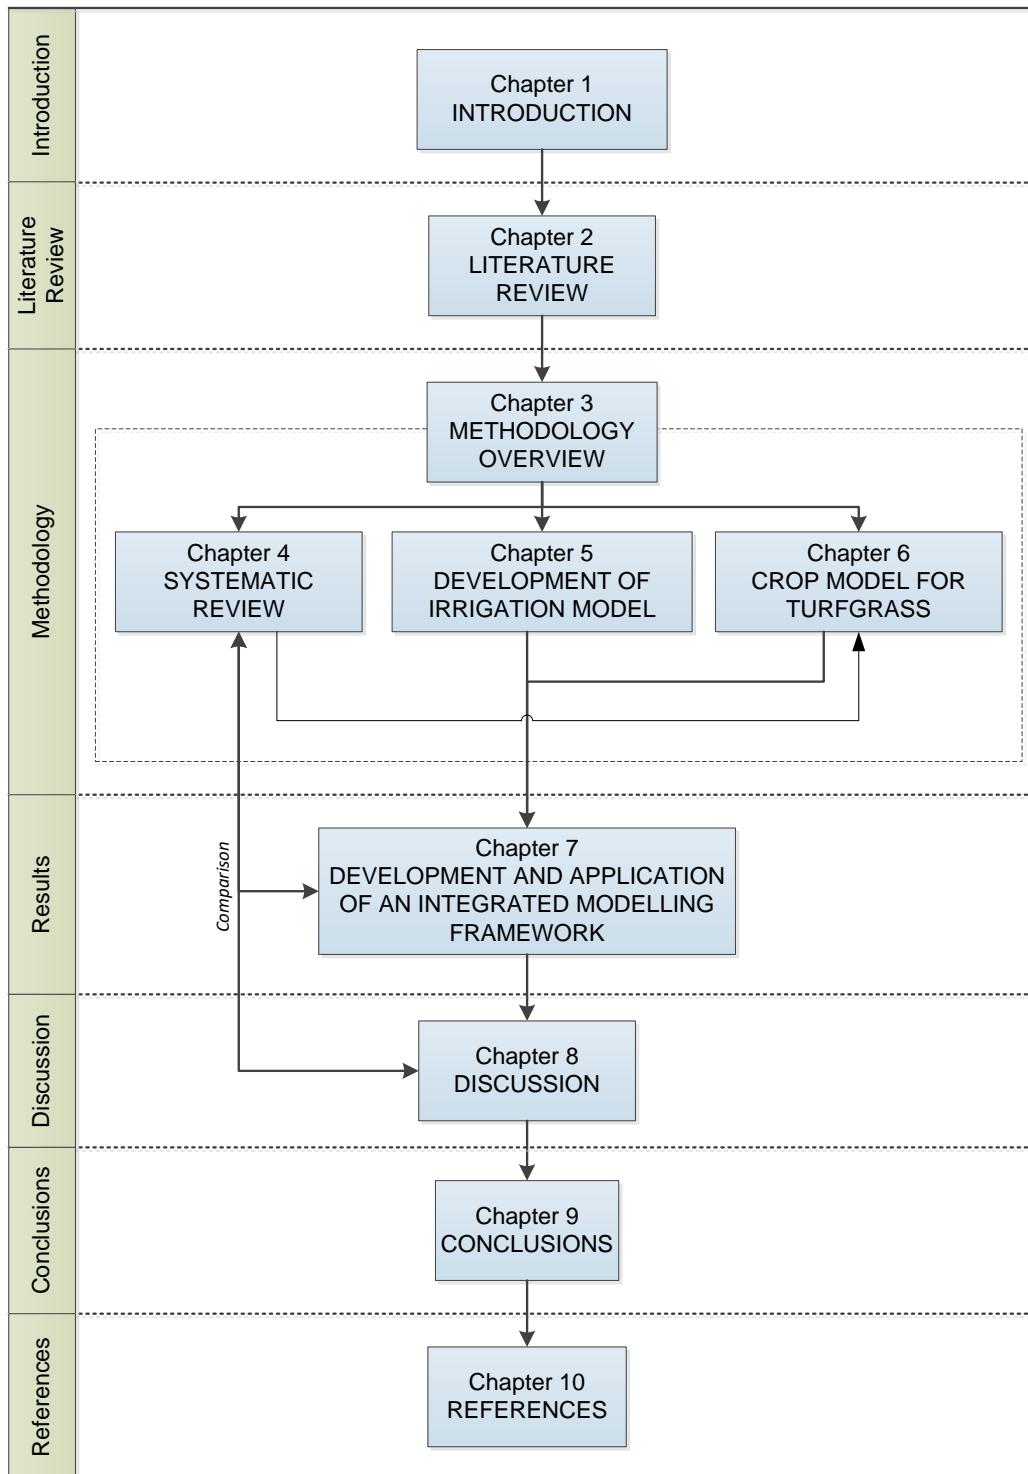 Introduction
Chapter 1
INTRODUCTION
Literature
Review
Chapter 2
LITERATURE
REVIEW
Methodology
Chapter 3
METHODOLOGY
OVERVIEW
Chapter 4
SYSTEMATIC
REVIEW
Chapter 5
DEVELOPMENT OF
IRRIGATION MODEL
Chapter 6
CROP MODEL FOR
TURFGRASS
Results
Comparison
Chapter 7
DEVELOPMENT AND APPLICATION
OF AN INTEGRATED MODELLING
FRAMEWORK
Discussion
Chapter 8
DISCUSSION
Conclusions
Chapter 9
CONCLUSIONS
References
Chapter 10
REFERENCES